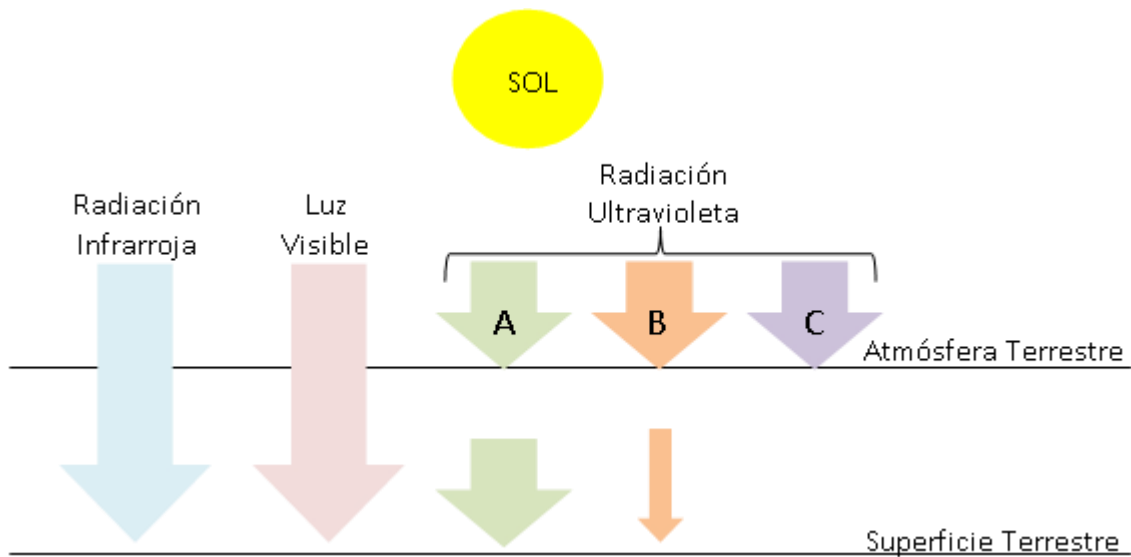 SOL
Radiación
Infrarroja
Luz
Visible
Radiación
Ultravioleta
A
B
C
Atmósfera Terrestre
Superficie Terrestre